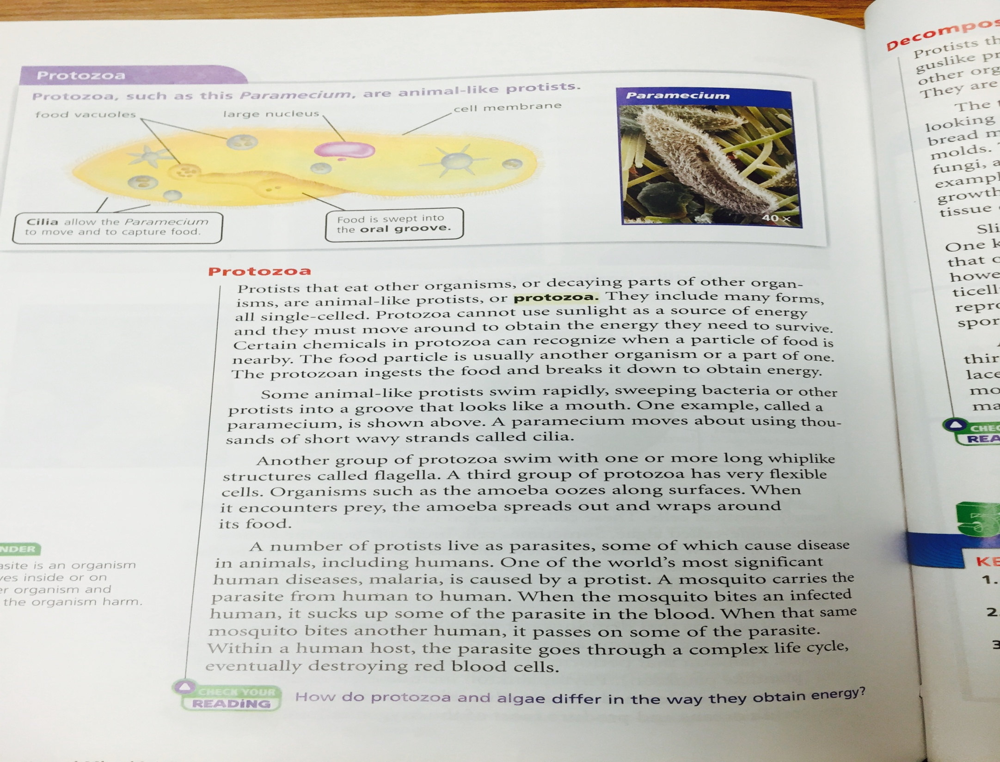 Protozoa
Protozoa, such as this Paramecium, are animal-like protists.
food vacuoles
large nucleus
cell membrane
Cilia allow the Paramecium
to move and to capture food.
Food is swept into
the oral groove.
Paramecium
40 ×
Protozoa
Protists that eat other organisms, or decaying parts of other organ-
isms, are animal-like protists, or protozoa. They include many forms,
all single-celled. Protozoa cannot use sunlight as a source of energy
and they must move around to obtain the energy they need to survive.
Certain chemicals in protozoa can recognize when a particle of food is
nearby. The food particle is usually another organism or a part of one.
The protozoan ingests the food and breaks it down to obtain energy.
Some animal-like protists swim rapidly, sweeping bacteria or other
protists into a groove that looks like a mouth. One example, called a
paramecium, is shown above. A paramecium moves about using thou-
sands of short wavy strands called cilia.
Another group of protozoa swim with one or more long whiplike
structures called flagella. A third group of protozoa has very flexible
cells. Organisms such as the amoeba oozes along surfaces. When
it encounters prey, the amoeba spreads out and wraps around
its food.
A number of protists live as parasites, some of which cause disease
in animals, including humans. One of the world's most significant
human diseases, malaria, is caused by a protist. A mosquito carries the
parasite from human to human. When the mosquito bites an infected
human, it sucks up some of the parasite in the blood. When that same
mosquito bites another human, it passes on some of the parasite.
Within a human host, the parasite goes through a complex life cycle,
eventually destroying red blood cells.
NDER
asite is an organism
ves inside or on
er organism and
the organism harm.
CHECK YOUR
READING
How do protozoa and algae differ in the way they obtain energy?
Decompos
Protists th
guslike pr
other org
They are
The t
looking
bread m
molds.
fungi, a
exampl
growth
tissue
Sli
One k
that o
howe
ticell
repro
spor
thir
lace
mo
ma
CHEC
REA
3
KE
1.
2.
3